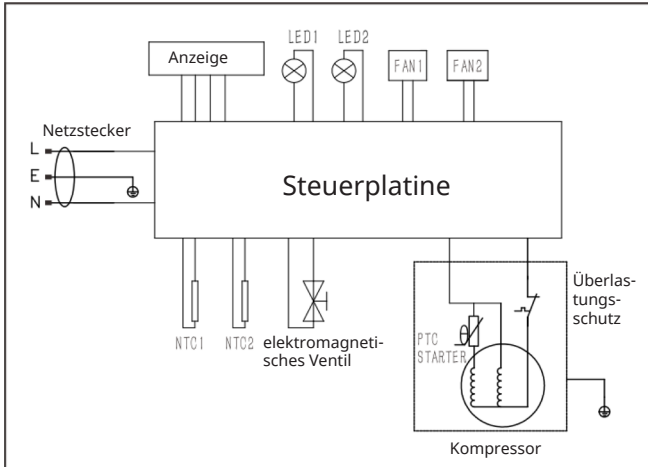 LED1 LED2
Anzeige
FAN1 FAN2
Netzstecker
L
E
N
Steuerplatine
NTC1 NTC2
elektromagneti-
sches Ventil
PTC
STARTER
Überlas-
tungs-
schutz
Kompressor